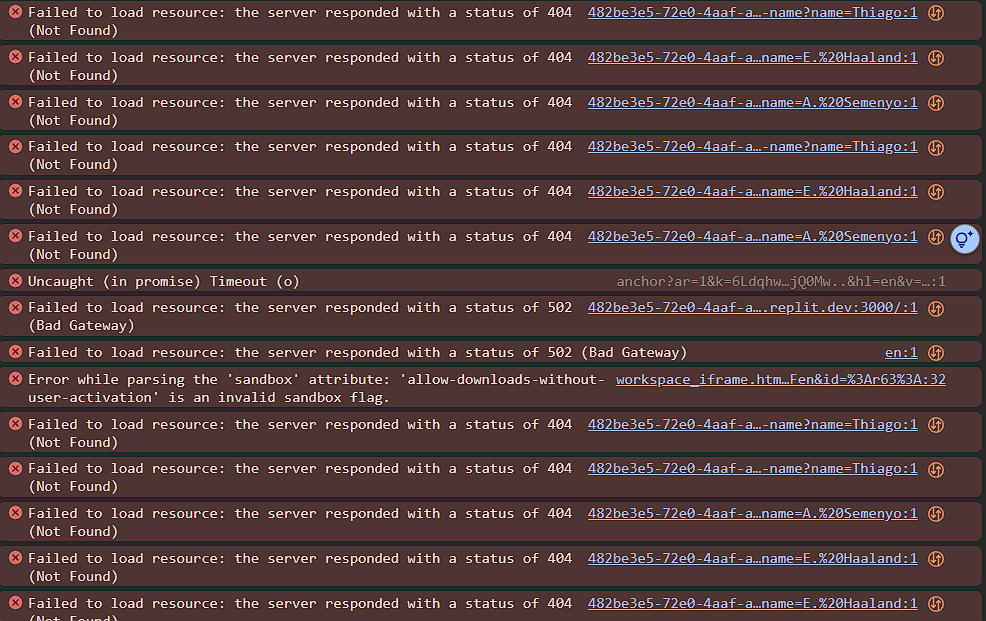 Failed to load resource: the server responded with a status of 404 482be3e5-72e0-4aaf-a…-name?name=Thiago:1
(Not Found)
Failed to load resource: the server responded with a status of 404 482be3e5-72e0-4aaf-a…name=E.%20Haaland:1
(Not Found)
Failed to load resource: the server responded with a status of 404 482be3e5-72e0-4aaf-a…name=A.%20Semenyo:1
(Not Found)
Failed to load resource: the server responded with a status of 404 482be3e5-72e0-4aaf-a…-name?name=Thiago:1
(Not Found)
Failed to load resource: the server responded with a status of 404 482be3e5-72e0-4aaf-a…name=E.%20Haaland:1
(Not Found)
Failed to load resource: the server responded with a status of 404 482be3e5-72e0-4aaf-a…name=A.%20Semenyo:1
(Not Found)
Uncaught (in promise) Timeout (o) anchor?ar=1&k=6Ldqhw…jQ0Mw..&hl=en&v=…:1
Failed to load resource: the server responded with a status of 502 482be3e5-72e0-4aaf-a….replit.dev:3000/:1
(Bad Gateway)
Failed to load resource: the server responded with a status of 502 (Bad Gateway) en:1
Error while parsing the 'sandbox' attribute: 'allow-downloads-without- workspace_iframe.htm…Fen&id=%3Ar63%3A:32
user-activation' is an invalid sandbox flag.
Failed to load resource: the server responded with a status of 404 482be3e5-72e0-4aaf-a…-name?name=Thiago:1
(Not Found)
Failed to load resource: the server responded with a status of 404 482be3e5-72e0-4aaf-a…-name?name=Thiago:1
(Not Found)
Failed to load resource: the server responded with a status of 404 482be3e5-72e0-4aaf-a…name=A.%20Semenyo:1
(Not Found)
Failed to load resource: the server responded with a status of 404 482be3e5-72e0-4aaf-a…name=E.%20Haaland:1
(Not Found)
Failed to load resource: the server responded with a status of 404 482be3e5-72e0-4aaf-a…name=E.%20Haaland:1
(Not Found)